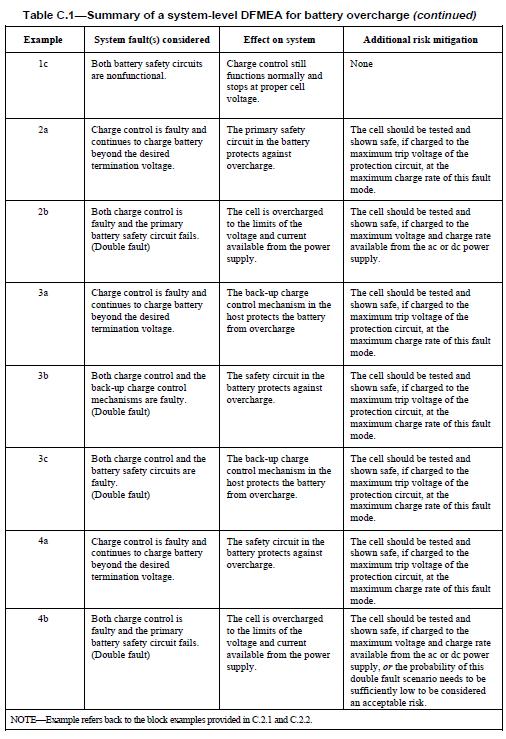 Table C.1—Summary of a system-level DFMEA for battery overcharge (continued)
Example
System fault(s) considered
Effect on system
Additional risk mitigation
1c
Both battery safety circuits
are nonfunctional.
Charge control still
functions normally and
stops at proper cell
voltage.
None
2a
Charge control is faulty and
continues to charge battery
beyond the desired
termination voltage.
The primary safety
circuit in the battery
protects against
overcharge.
The cell should be tested and
shown safe, if charged to the
maximum trip voltage of the
protection circuit, at the
maximum charge rate of this fault
mode.
2b
Both charge control is
faulty and the primary
battery safety circuit fails.
(Double fault)
The cell is overcharged
to the limits of the
voltage and current
available from the power
supply.
The cell should be tested and
shown safe, if charged to the
maximum voltage and charge rate
available from the ac or dc power
supply.
3a
Charge control is faulty and
continues to charge battery
beyond the desired
termination voltage.
The back-up charge
control mechanism in the
host protects the battery
from overcharge
The cell should be tested and
shown safe, if charged to the
maximum trip voltage of the
protection circuit, at the
maximum charge rate of this fault
mode.
3b
Both charge control and the
back-up charge control
mechanisms are faulty.
(Double fault)
The safety circuit in the
battery protects against
overcharge.
The cell should be tested and
shown safe, if charged to the
maximum trip voltage of the
protection circuit, at the
maximum charge rate of this fault
mode.
3c
Both charge control and the
battery safety circuits are
faulty.
(Double fault)
The back-up charge
control mechanism in the
host protects the battery
from overcharge.
The cell should be tested and
shown safe, if charged to the
maximum trip voltage of the
protection circuit, at the
maximum charge rate of this fault
mode.
4a
Charge control is faulty and
continues to charge battery
beyond the desired
termination voltage.
The safety circuit in the
battery protects against
overcharge.
The cell should be tested and
shown safe, if charged to the
maximum trip voltage of the
protection circuit, at the
maximum charge rate of this fault
mode.
4b
Both charge control is
faulty and the primary
battery safety circuit fails.
(Double fault)
The cell is overcharged
to the limits of the
voltage and current
available from the power
supply.
The cell should be tested and
shown safe, if charged to the
maximum voltage and charge rate
available from the ac or dc power
supply, or the probability of this
double fault scenario needs to be
sufficiently low to be considered
an acceptable risk.
NOTE—Example refers back to the block examples provided in C.2.1 and C.2.2.